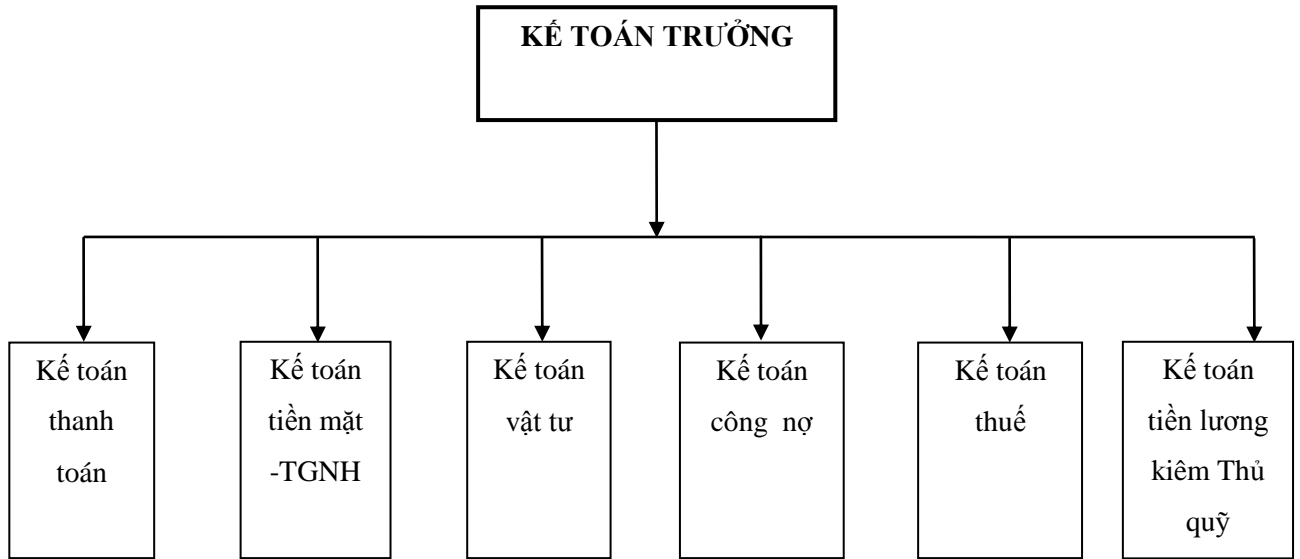 KẾ TOÁN TRƯỞNG
Kế toán
thanh
toán
Kế toán
tiền mặt
-TGNH
Kế toán
vật tư
Kế toán
công nợ
Kế toán
thuế
Kế toán
tiền lương
kiêm Thủ
quỹ